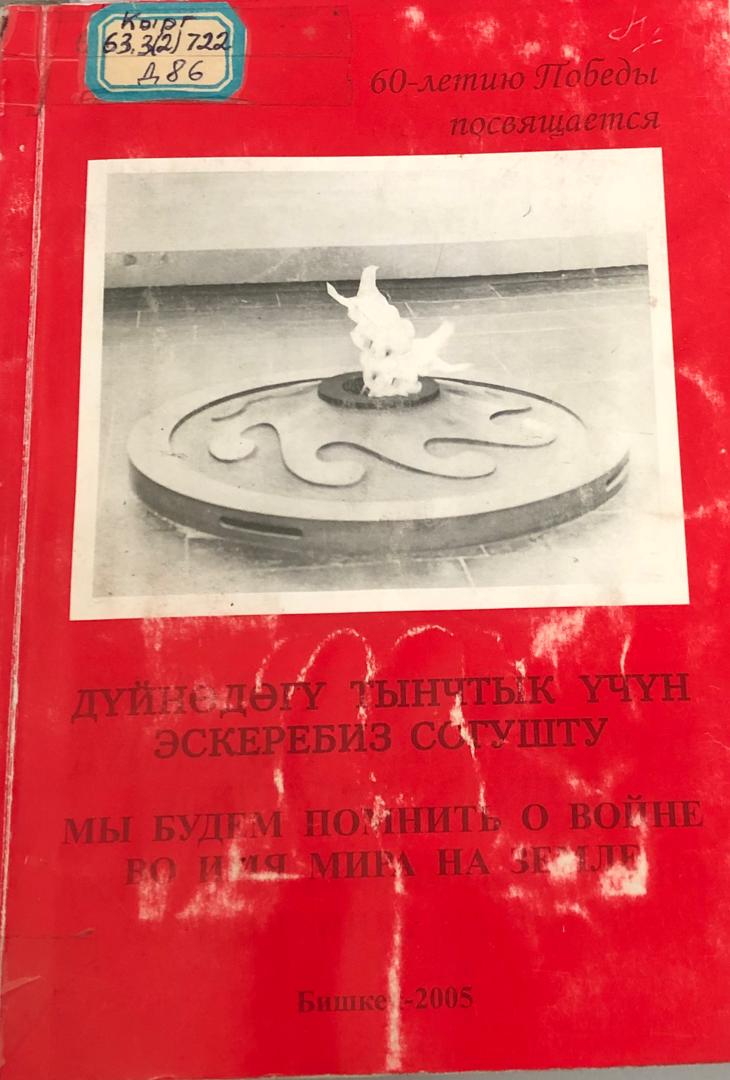 Кырг
63.3(2)722
Д86
60-летию Победы
посвящается
ДҮЙНӨДӨГҮ ТЫНЧТЫК ҮЧҮН
ЭСКЕРЕБИЗ СОГУШТУ
МЫ БУДЕМ ПОМНИТЬ О ВОЙНЕ
ВО ИМЯ МИРА НА ЗЕМЛЕ
Бишкек-2005